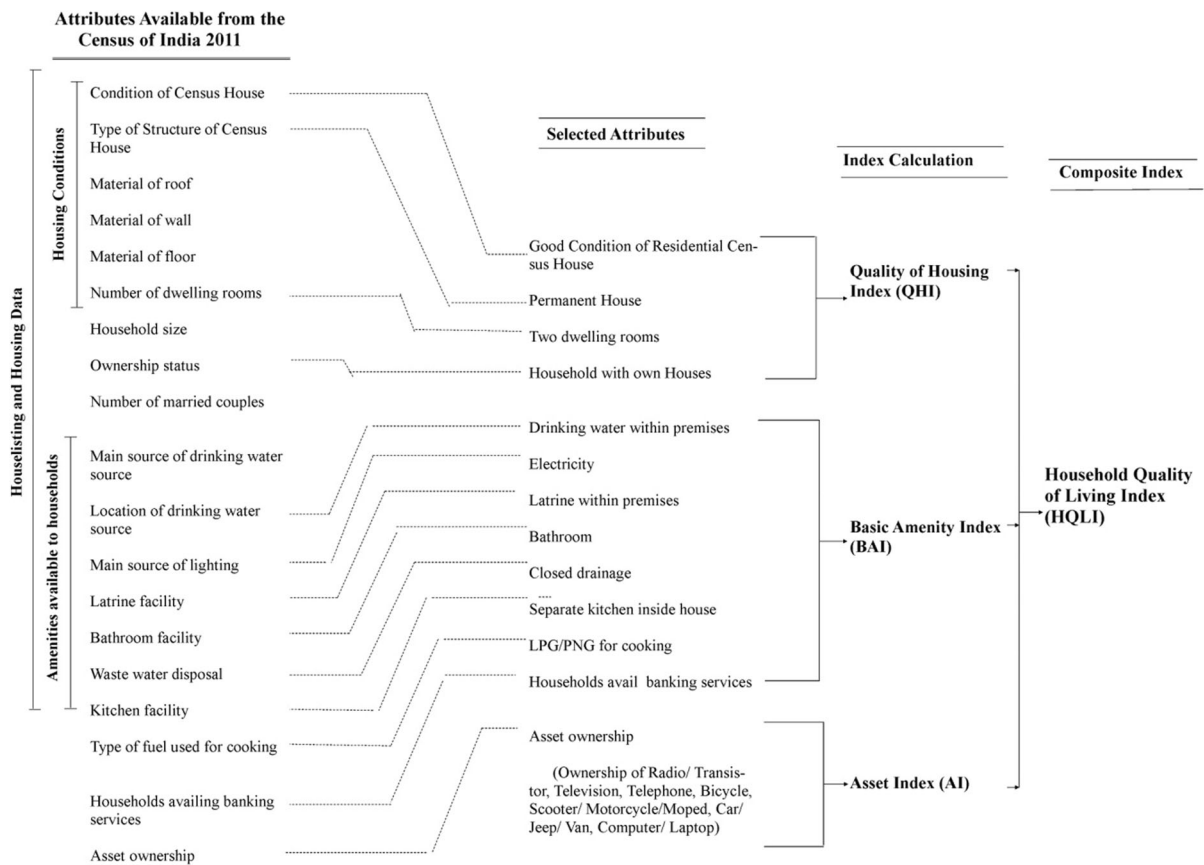 Attributes Available from the
Census of India 2011
Houselisting and Housing Data
Housing Conditions
Condition of Census House
Type of Structure of Census
House
Material of roof
Material of wall
Material of floor
Number of dwelling rooms
Household size
Ownership status
Number of married couples
Amenities available to households
Main source of drinking water
source
Location of drinking water
source
Main source of lighting
Latrine facility
Bathroom facility
Waste water disposal
Kitchen facility
Type of fuel used for cooking
Households availing banking
services
Asset ownership
Selected Attributes
Good Condition of Residential Cen-
sus House
Permanent House
Two dwelling rooms
Household with own Houses
Drinking water within premises
Electricity
Latrine within premises
Bathroom
Closed drainage
Separate kitchen inside house
LPG/PNG for cooking
Households avail banking services
Asset ownership
(Ownership of Radio/ Transis-
tor, Television, Telephone, Bicycle,
Scooter/ Motorcycle/Moped, Car/
Jeep/ Van, Computer/ Laptop)
Index Calculation
Quality of Housing
Index (QHI)
Basic Amenity Index
(BAI)
Asset Index (AI)
Composite Index
Household Quality
of Living Index
(HQLI)